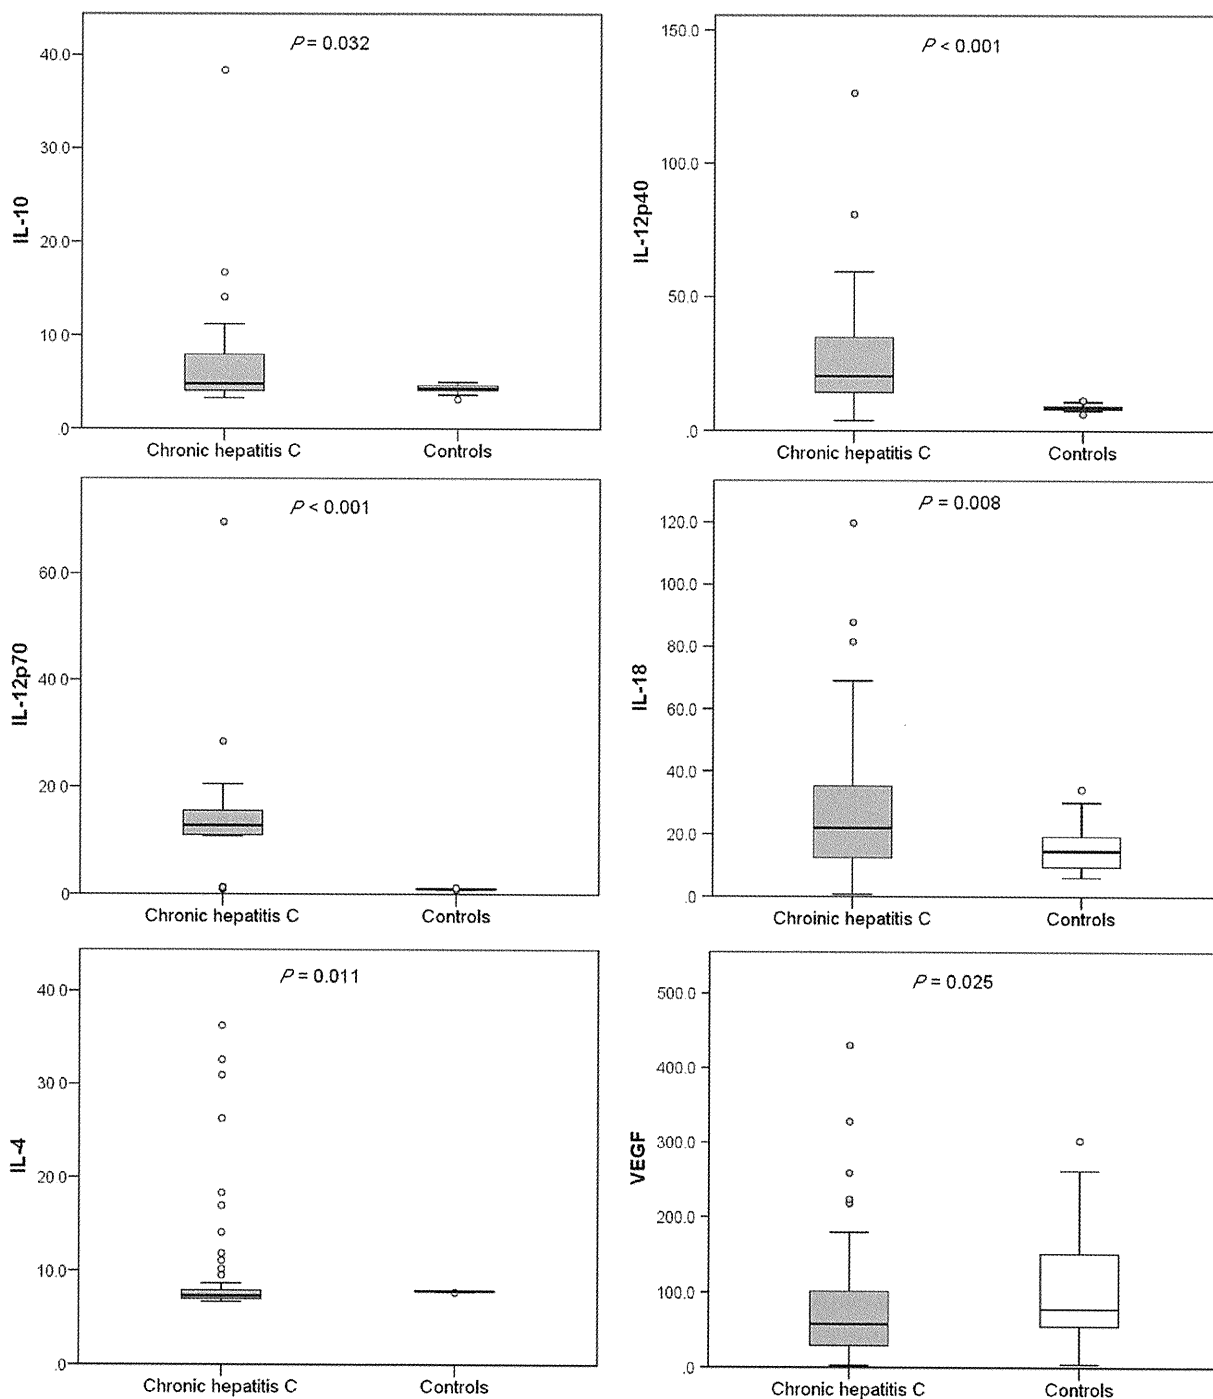 P = 0.032
40.0
30.0
20.0
10 0
.0
IL-10
Chronic hepatitis C
Controls
P < 0.001
150.0
100.0
50.0
.0
IL-12p40
Chronic hepatitis C
Controls
P < 0.001
60.0
40.0
20 0
0
IL-12p70
Chronic hepatitis C
Controls
P = 0.008
120.0
100.0
80.0
60.0
40.0
20.0
.0
IL-18
Chroinic hepatitis C
Controls
P = 0.011
40 0
30 0
20 0
10.0
.0
IL-4
Chronic hepatitis C
Controls
P = 0.025
500.0
400.0
300.0
200.0
100.0
.0
VEGF
Chronic hepatitis C
Controls